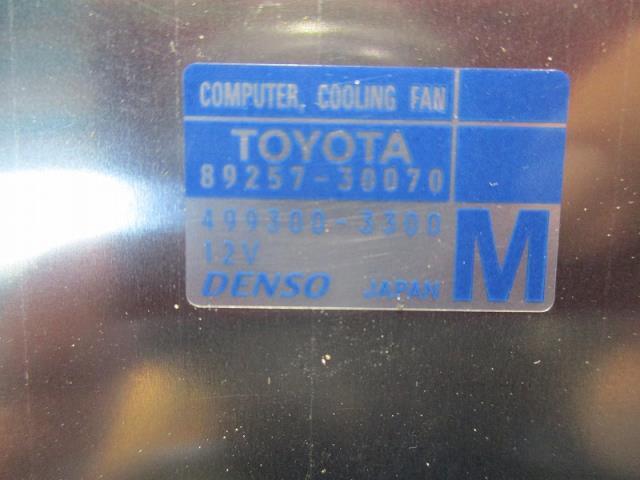 COMPUTER, COOLING FAN
TOYOTA
89257-30070
499300-3300
12V
DENSO JAPAN
M